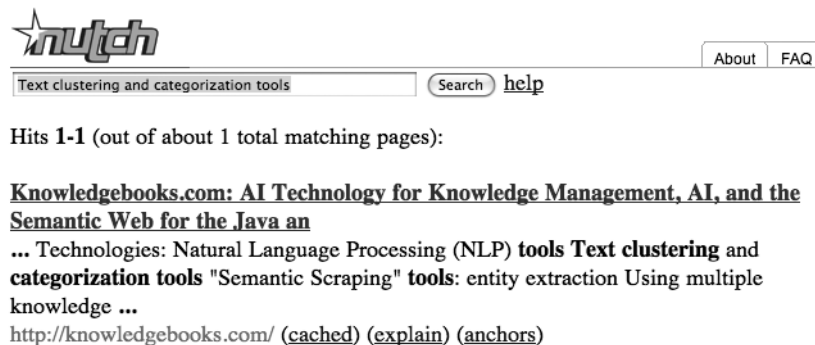 nutch
About FAQ
Text clustering and categorization tools Search help
Hits 1-1 (out of about 1 total matching pages):
Knowledgebooks.com: AI Technology for Knowledge Management, AI, and the
Semantic Web for the Java an
... Technologies: Natural Language Processing (NLP) tools Text clustering and
categorization tools "Semantic Scraping" tools: entity extraction Using multiple
knowledge ...
http://knowledgebooks.com/ (cached) (explain) (anchors)